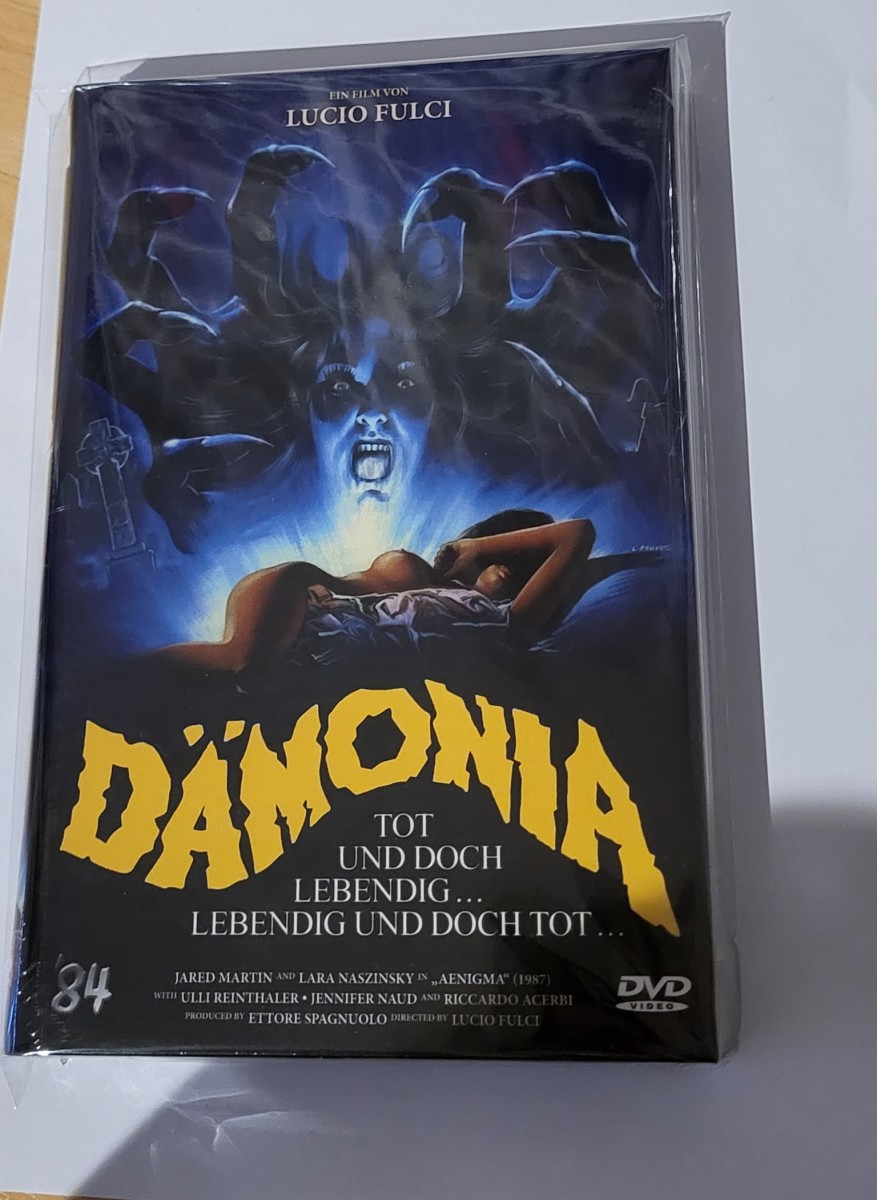 EIN FILM VON
LUCIO FULCI
DÄMONIA
TOT
UND DOCH
LEBENDIG...
LEBENDIG UND DOCH TOT...
'84
JARED MARTIN AND LARA NASZINSKY IN „AENIGMA“ (1987)
WITH ULLI REINTHALER • JENNIFER NAUD AND RICCARDO ACERBI
PRODUCED BY ETTORE SPAGNUOLO DIRECTED BY LUCIO FULCI
DVD
VIDEO